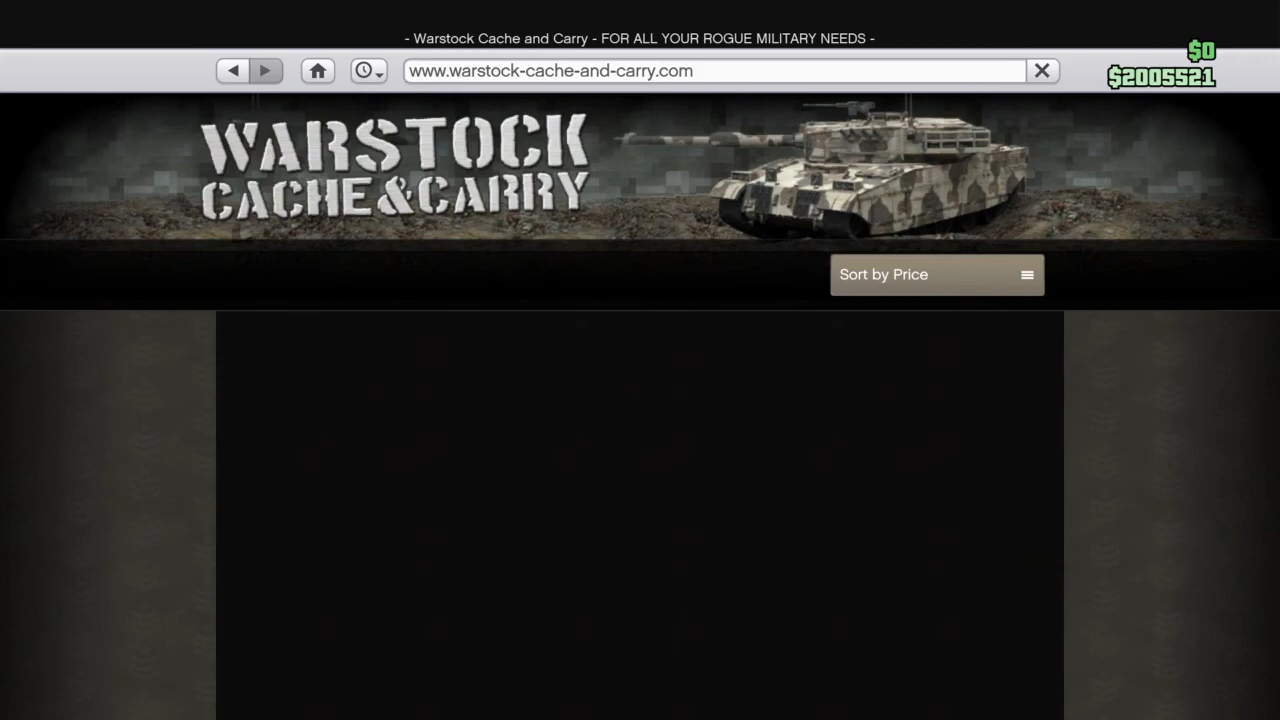 - Warstock Cache and Carry - FOR ALL YOUR ROGUE MILITARY NEEDS -
$0
www.warstock-cache-and-carry.com
$2005521
WARSTOCK
CACHE&CARRY
Sort by Price